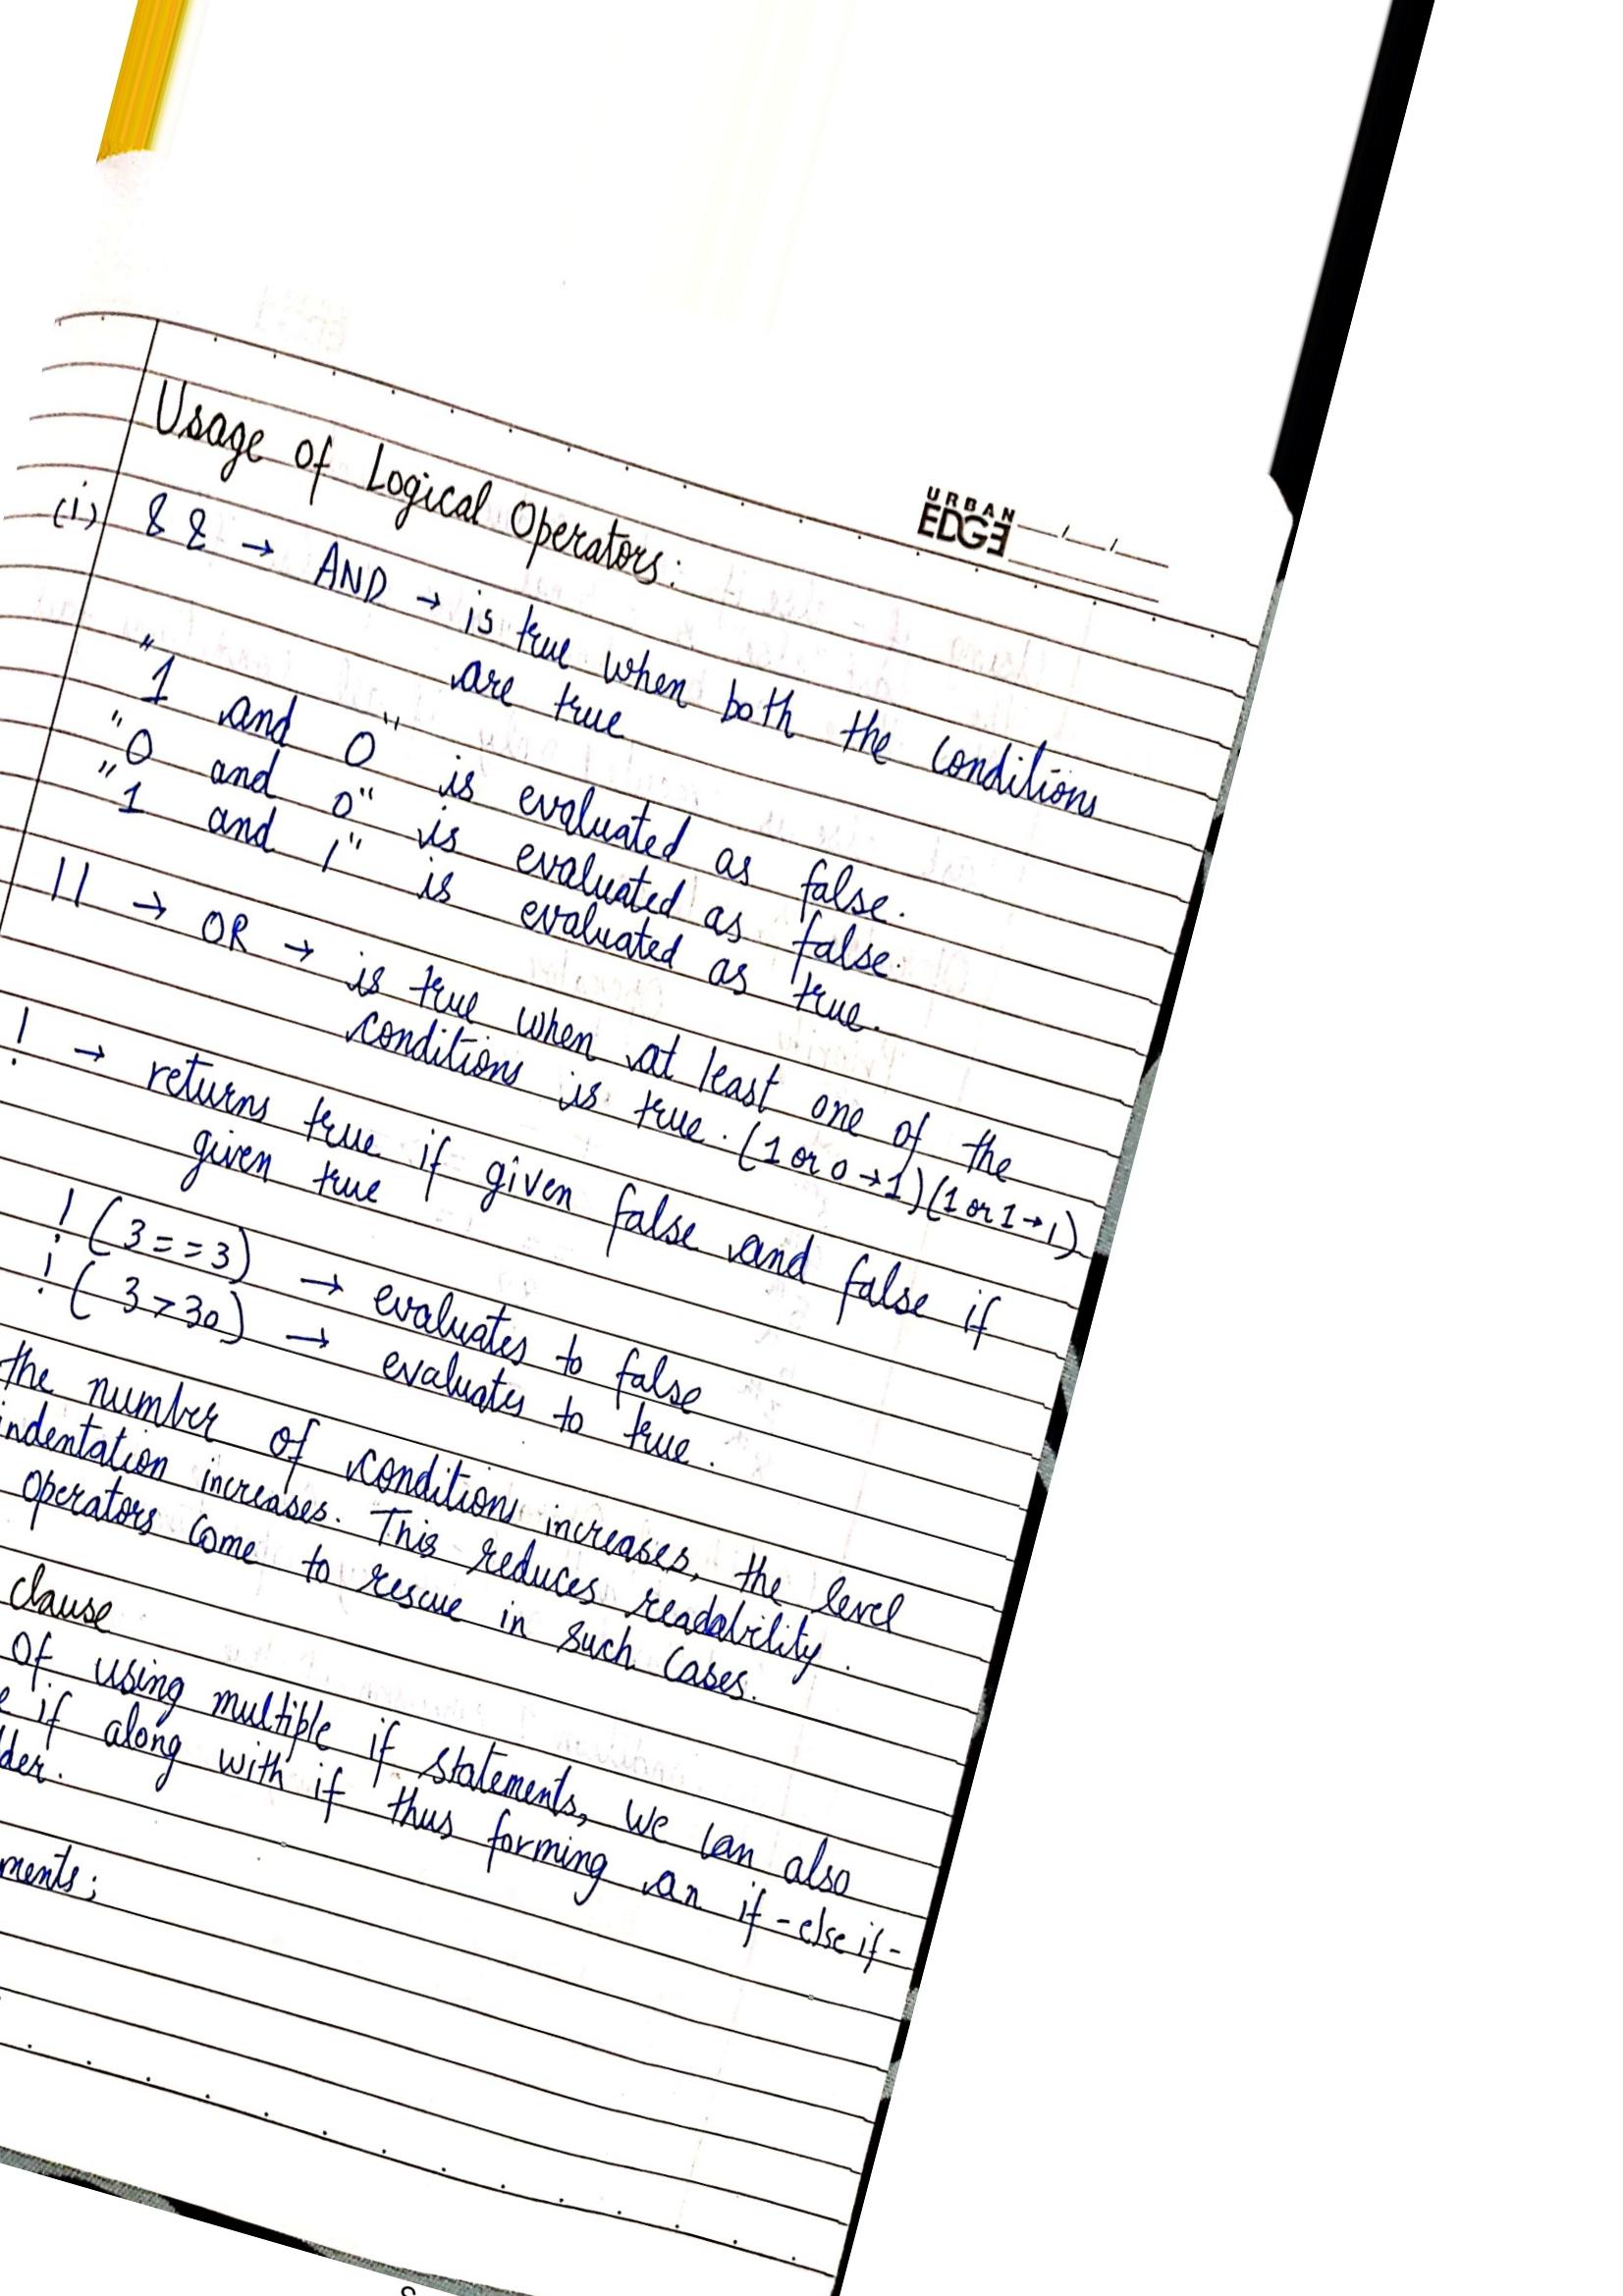 URBAN
EDGE
Usage of Logical Operators:
(i) && → AND → is true when both the conditions
are true
"1 and 0" is evaluated as false.
"0 and 0" is evaluated as false.
"1 and 1" is evaluated as true.
|| → OR → is true when at least one of the
conditions is true. (1 or 0 → 1) (1 or 1 → 1)
! → returns true if given false and false if
given true
! (3==3) → evaluates to false
! (3>30) → evaluates to true.
the number of conditions increases, the level
indentation increases. This reduces readability.
operators come to rescue in such cases.
clause
of using multiple if statements, we can also
if along with if thus forming an if-else if-